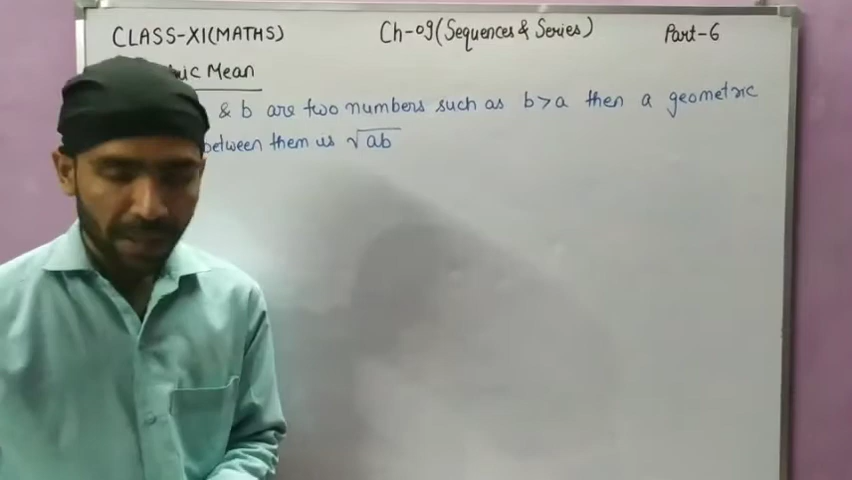 CLASS-XI(MATHS) Ch-09(Sequences & Series) Part-6
Mean
& b are two numbers such as b>a then a geometric
between them is √ab